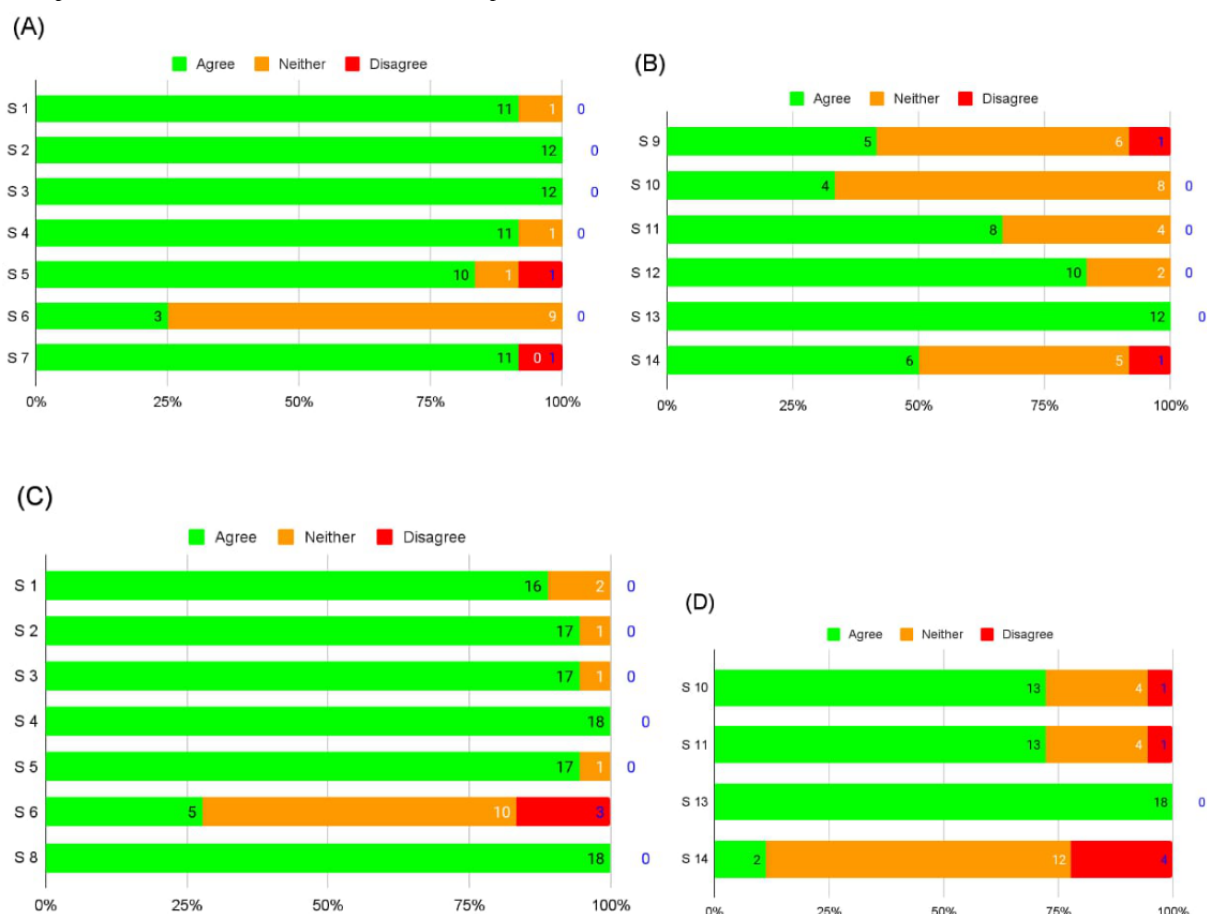 (A)
Agree Neither Disagree
S 1 11 1 0
S 2 12 0
S 3 12 0
S 4 11 1 0
S 5 10 1 1
S 6 3 9 0
S 7 11 0 1
0% 25% 50% 75% 100%
(B)
Agree Neither Disagree
S 9 5 6 1
S 10 4 8 0
S 11 8 4 0
S 12 10 2 0
S 13 12 0
S 14 6 5 1
0% 25% 50% 75% 100%
(C)
Agree Neither Disagree
S 1 16 2 0
S 2 17 1 0
S 3 17 1 0
S 4 18 0
S 5 17 1 0
S 6 5 10 3
S 8 18 0
0% 25% 50% 75% 100%
(D)
Agree Neither Disagree
S 10 13 4 1
S 11 13 4 1
S 13 18 0
S 14 2 12 4
0% 25% 50% 75% 100%